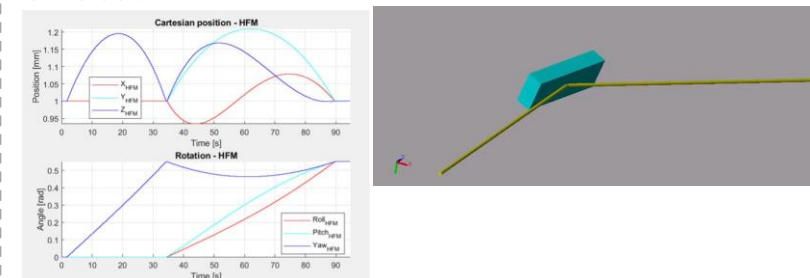 Cartesian position - HFM
1.2
1.15
1.1
1.05
1
0.95
Position [mm]
X_HFM
Y_HFM
Z_HFM
0 10 20 30 40 50 60 70 80 90
Time [s]
Rotation - HFM
0.5
0.4
0.3
0.2
0.1
0
Angle [rad]
Roll_HFM
Pitch_HFM
Yaw_HFM
0 10 20 30 40 50 60 70 80 90
Time [s]